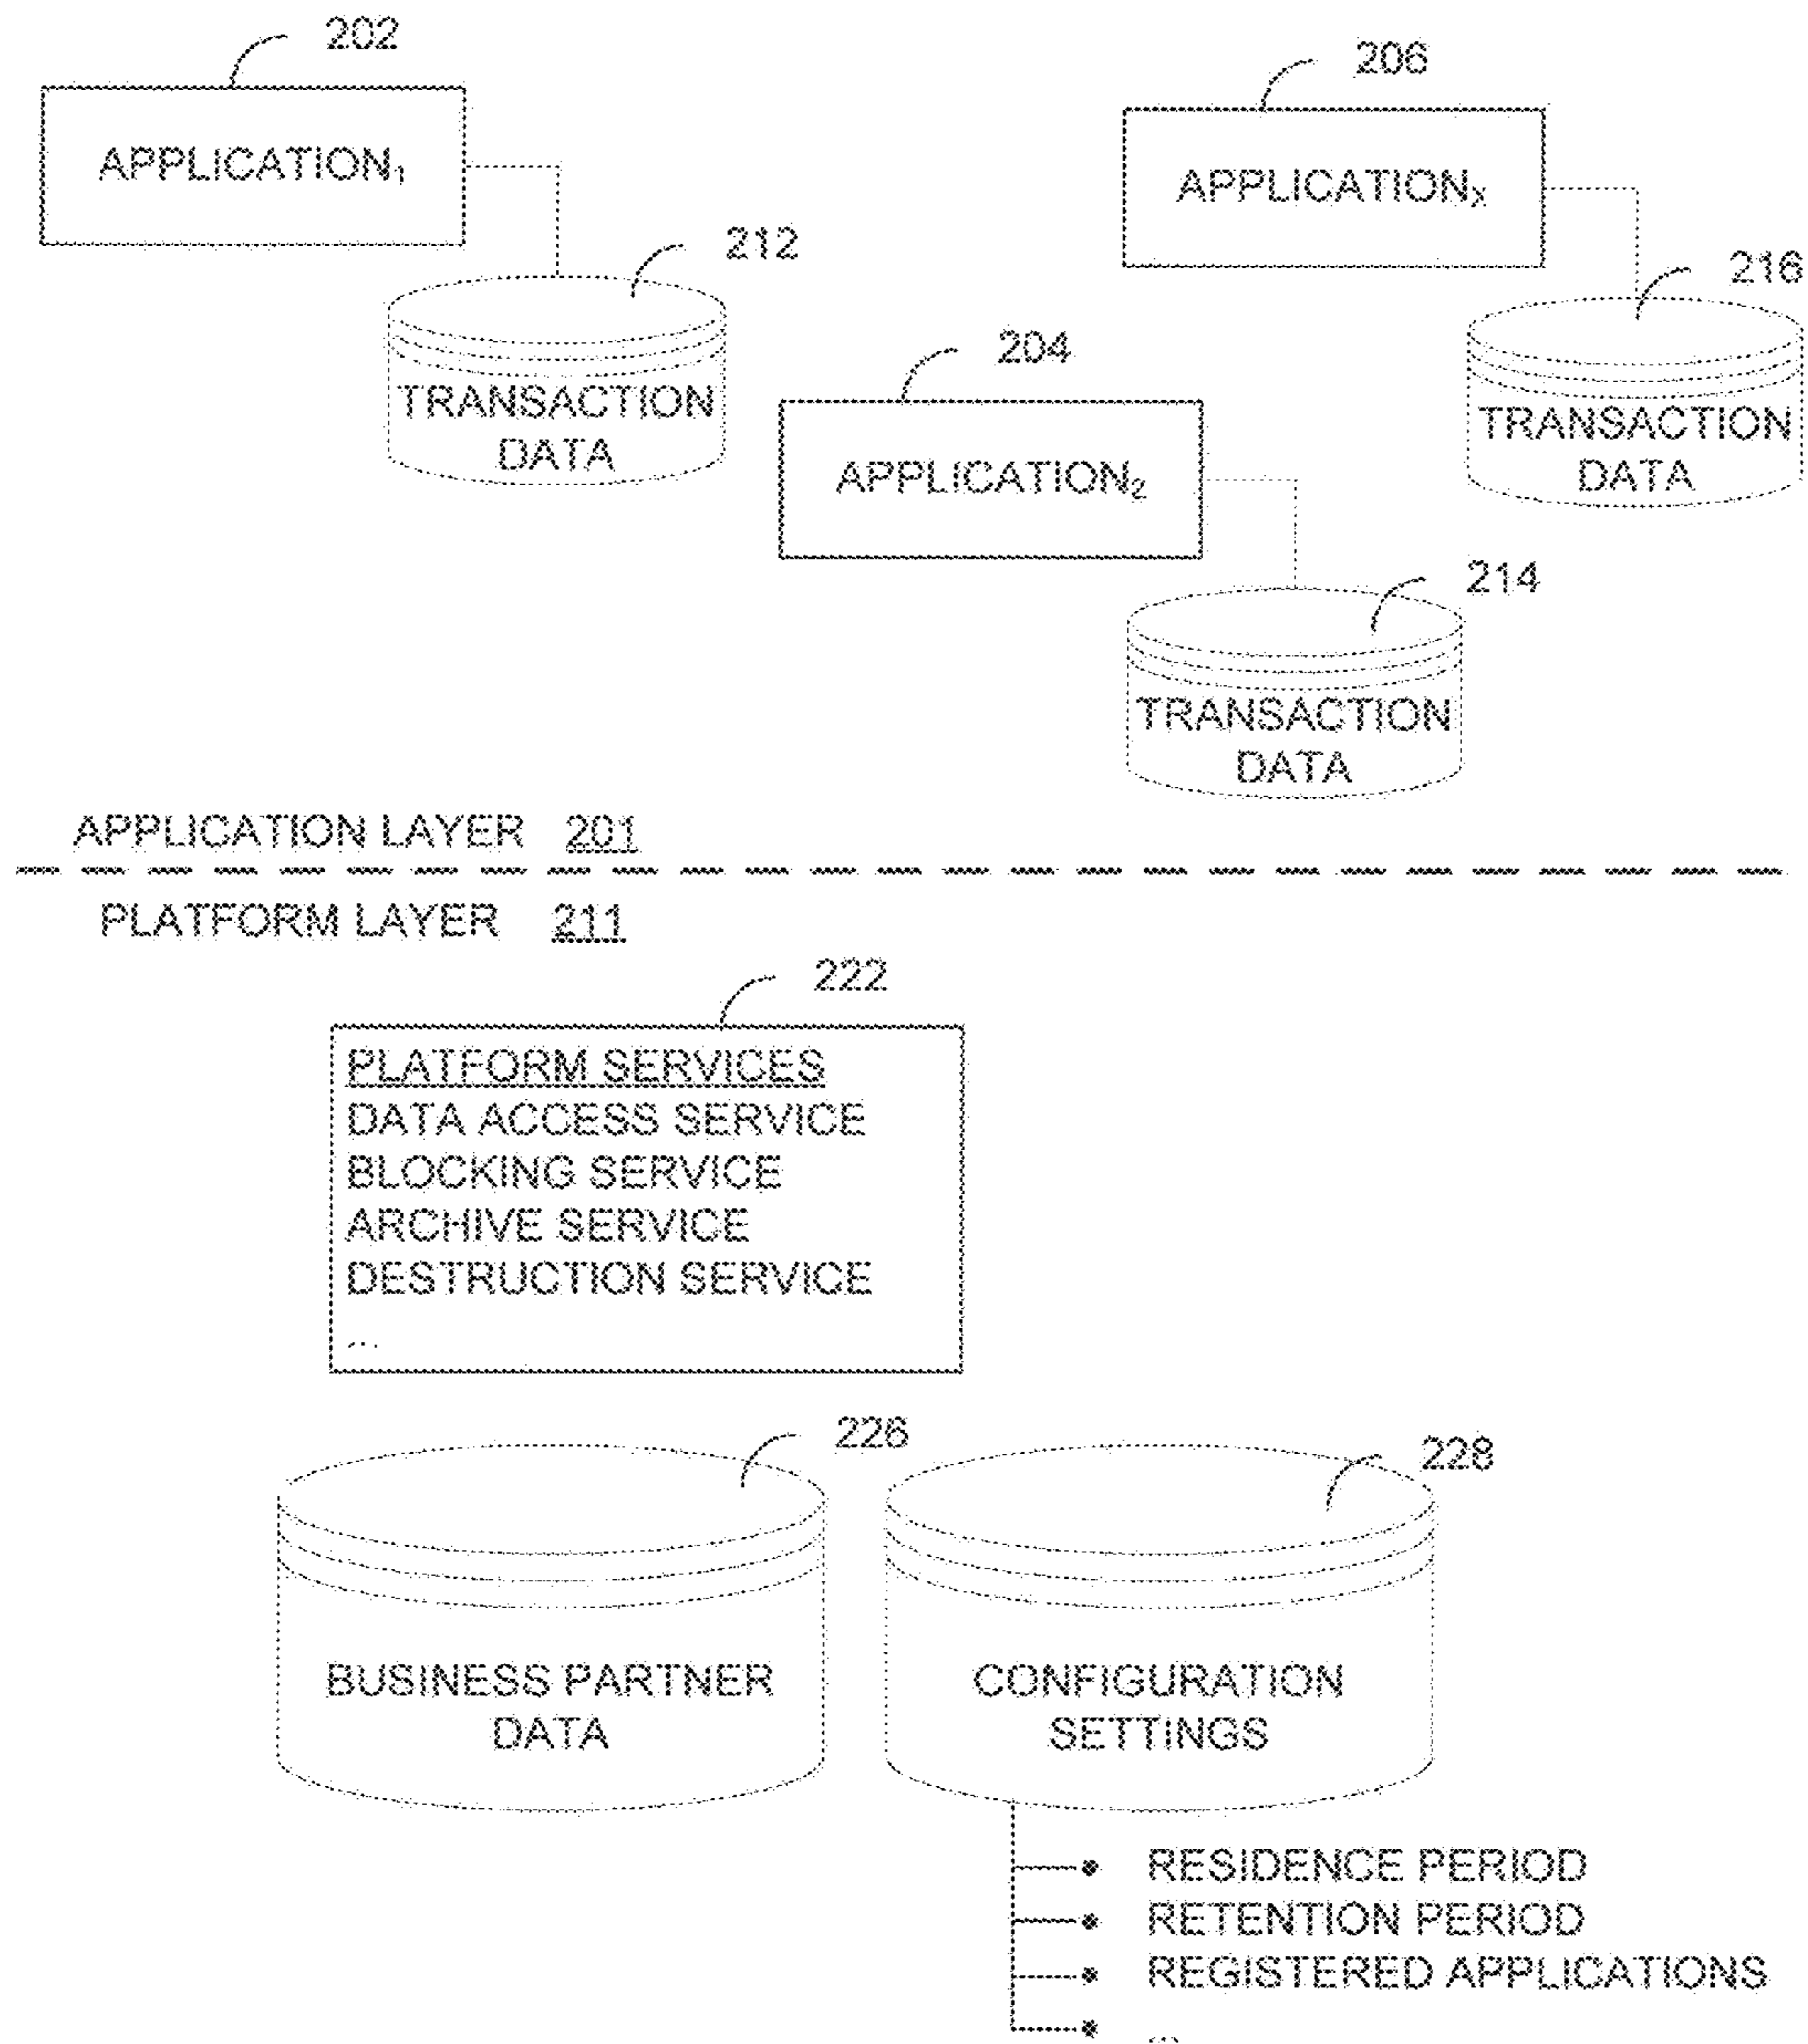 202
206
APPLICATION1
APPLICATIONX
212
216
TRANSACTION
DATA
204
TRANSACTION
DATA
APPLICATION2
214
TRANSACTION
DATA
APPLICATION LAYER 201
PLATFORM LAYER 211
222
PLATFORM SERVICES
DATA ACCESS SERVICE
BLOCKING SERVICE
ARCHIVE SERVICE
DESTRUCTION SERVICE
...
226
228
BUSINESS PARTNER
DATA
CONFIGURATION
SETTINGS
• RESIDENCE PERIOD
• RETENTION PERIOD
• REGISTERED APPLICATIONS
• ...